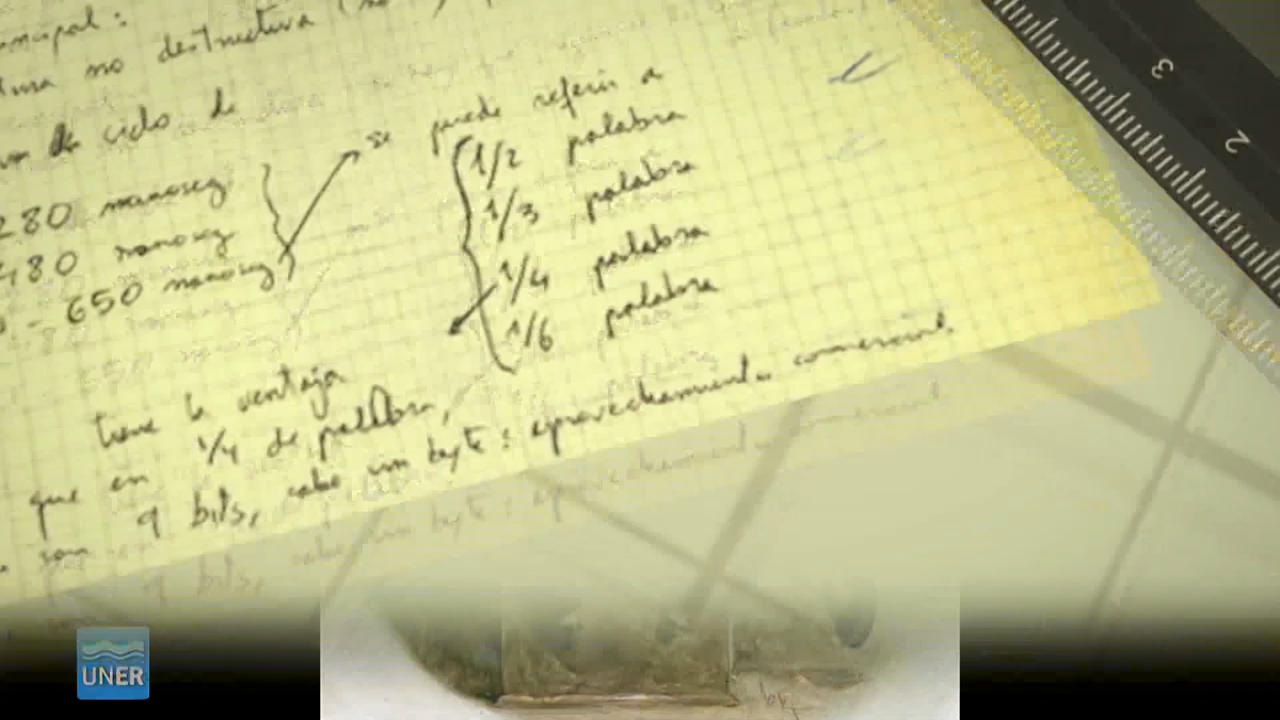 no destructiva
de ciclo de
280 nanoseg
480 nanoseg
650 nanoseg
se puede referir a
1/2 palabra
1/3 palabra
1/4 palabra
1/6 palabra
tiene la ventaja
que en 1/4 de palabra,
son 9 bits, cabe un byte: aprovechamiento comercial.
3
2
UNER